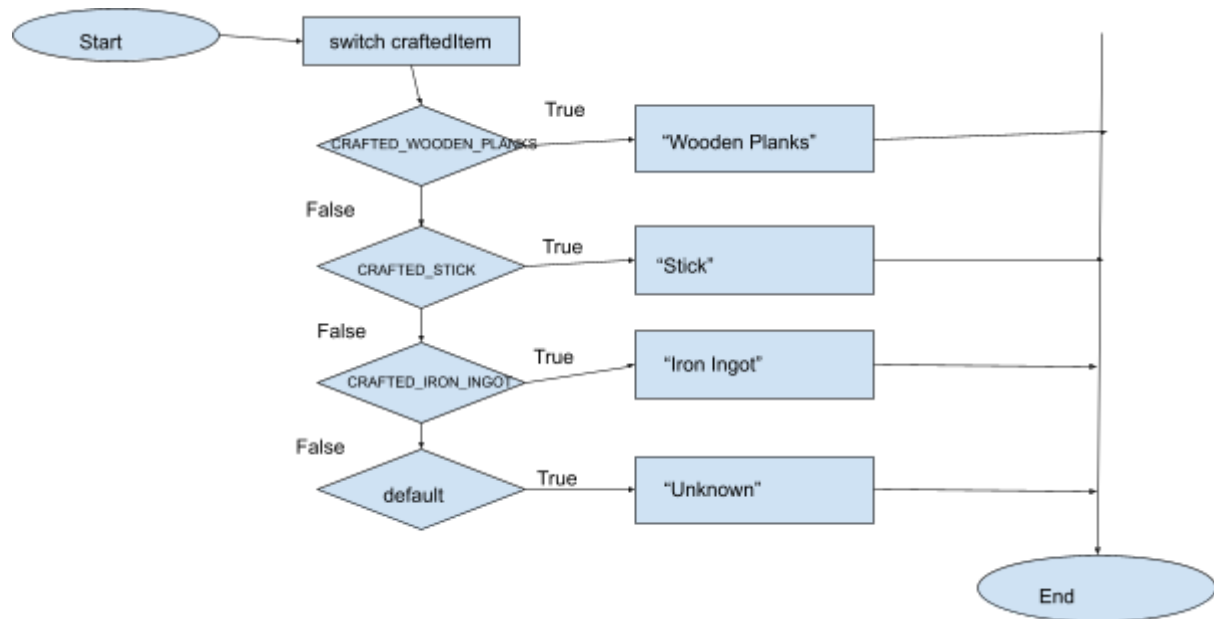 Start
switch craftedItem
CRAFTED_WOODEN_PLANKS
True
“Wooden Planks”
False
CRAFTED_STICK
True
“Stick”
False
CRAFTED_IRON_INGOT
True
“Iron Ingot”
False
default
True
“Unknown”
End